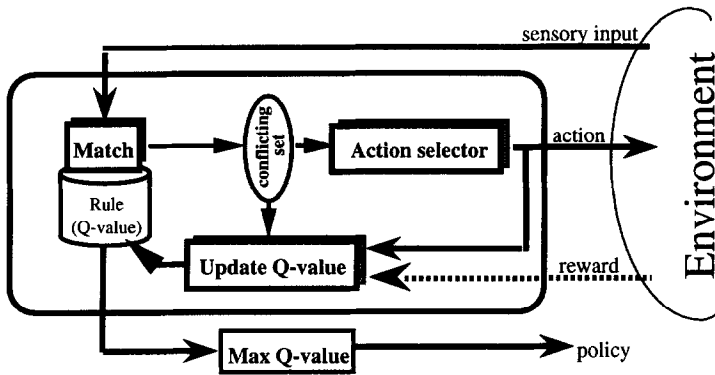 sensory input
Environment
Match
conflicting
set
Action selector
action
Rule
(Q-value)
Update Q-value
reward
Max Q-value
policy